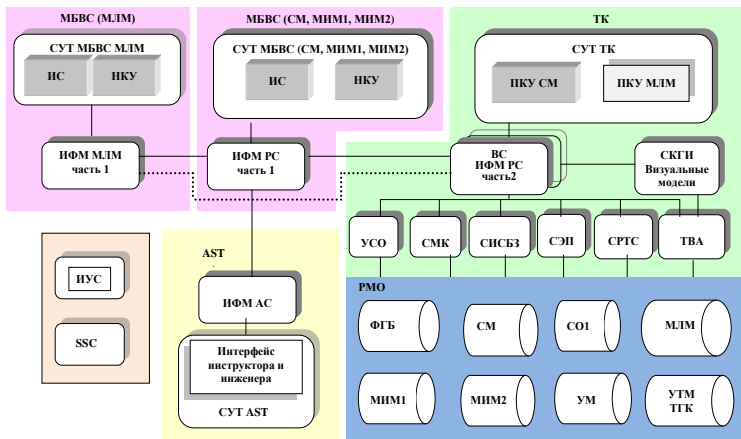 МБВС (МЛМ)
СУТ МБВС МЛМ
ИС
НКУ
ИФМ МЛМ
часть 1
МБВС (СМ, МИМ1, МИМ2)
СУТ МБВС (СМ, МИМ1, МИМ2)
ИС
НКУ
ИФМ РС
часть 1
ТК
СУТ ТК
ПКУ СМ
ПКУ МЛМ
ВС
ИФМ РС
часть2
СКГИ
Визуальные
модели
УСО
СМК
СИСБЗ
СЭП
СРТС
ТВА
ИУС
SSC
AST
ИФМ АС
Интерфейс
инструктора и
инженера
СУТ AST
РМО
ФГБ
СМ
СО1
МЛМ
МИМ1
МИМ2
УМ
УТМ
ТГК